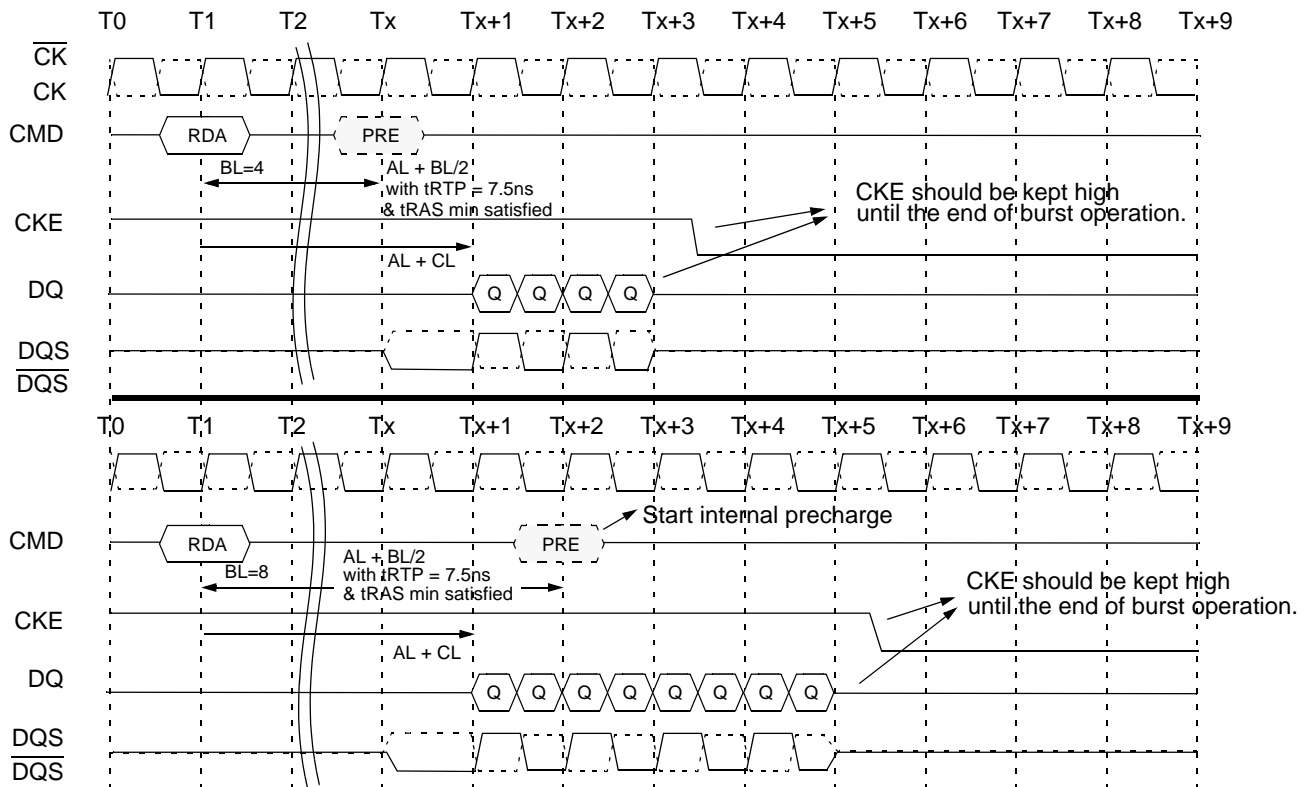 T0 T1 T2 Tx Tx+1 Tx+2 Tx+3 Tx+4 Tx+5 Tx+6 Tx+7 Tx+8 Tx+9
CK
CK
CMD RDA PRE
BL=4 AL + BL/2
with tRTP = 7.5ns
& tRAS min satisfied
CKE should be kept high
until the end of burst operation.
CKE
AL + CL
DQ Q Q Q Q
DQS
DQS
T0 T1 T2 Tx Tx+1 Tx+2 Tx+3 Tx+4 Tx+5 Tx+6 Tx+7 Tx+8 Tx+9
Start internal precharge
CMD RDA PRE
BL=8 AL + BL/2
with tRTP = 7.5ns
& tRAS min satisfied
CKE should be kept high
until the end of burst operation.
CKE
AL + CL
DQ Q Q Q Q Q Q Q Q
DQS
DQS